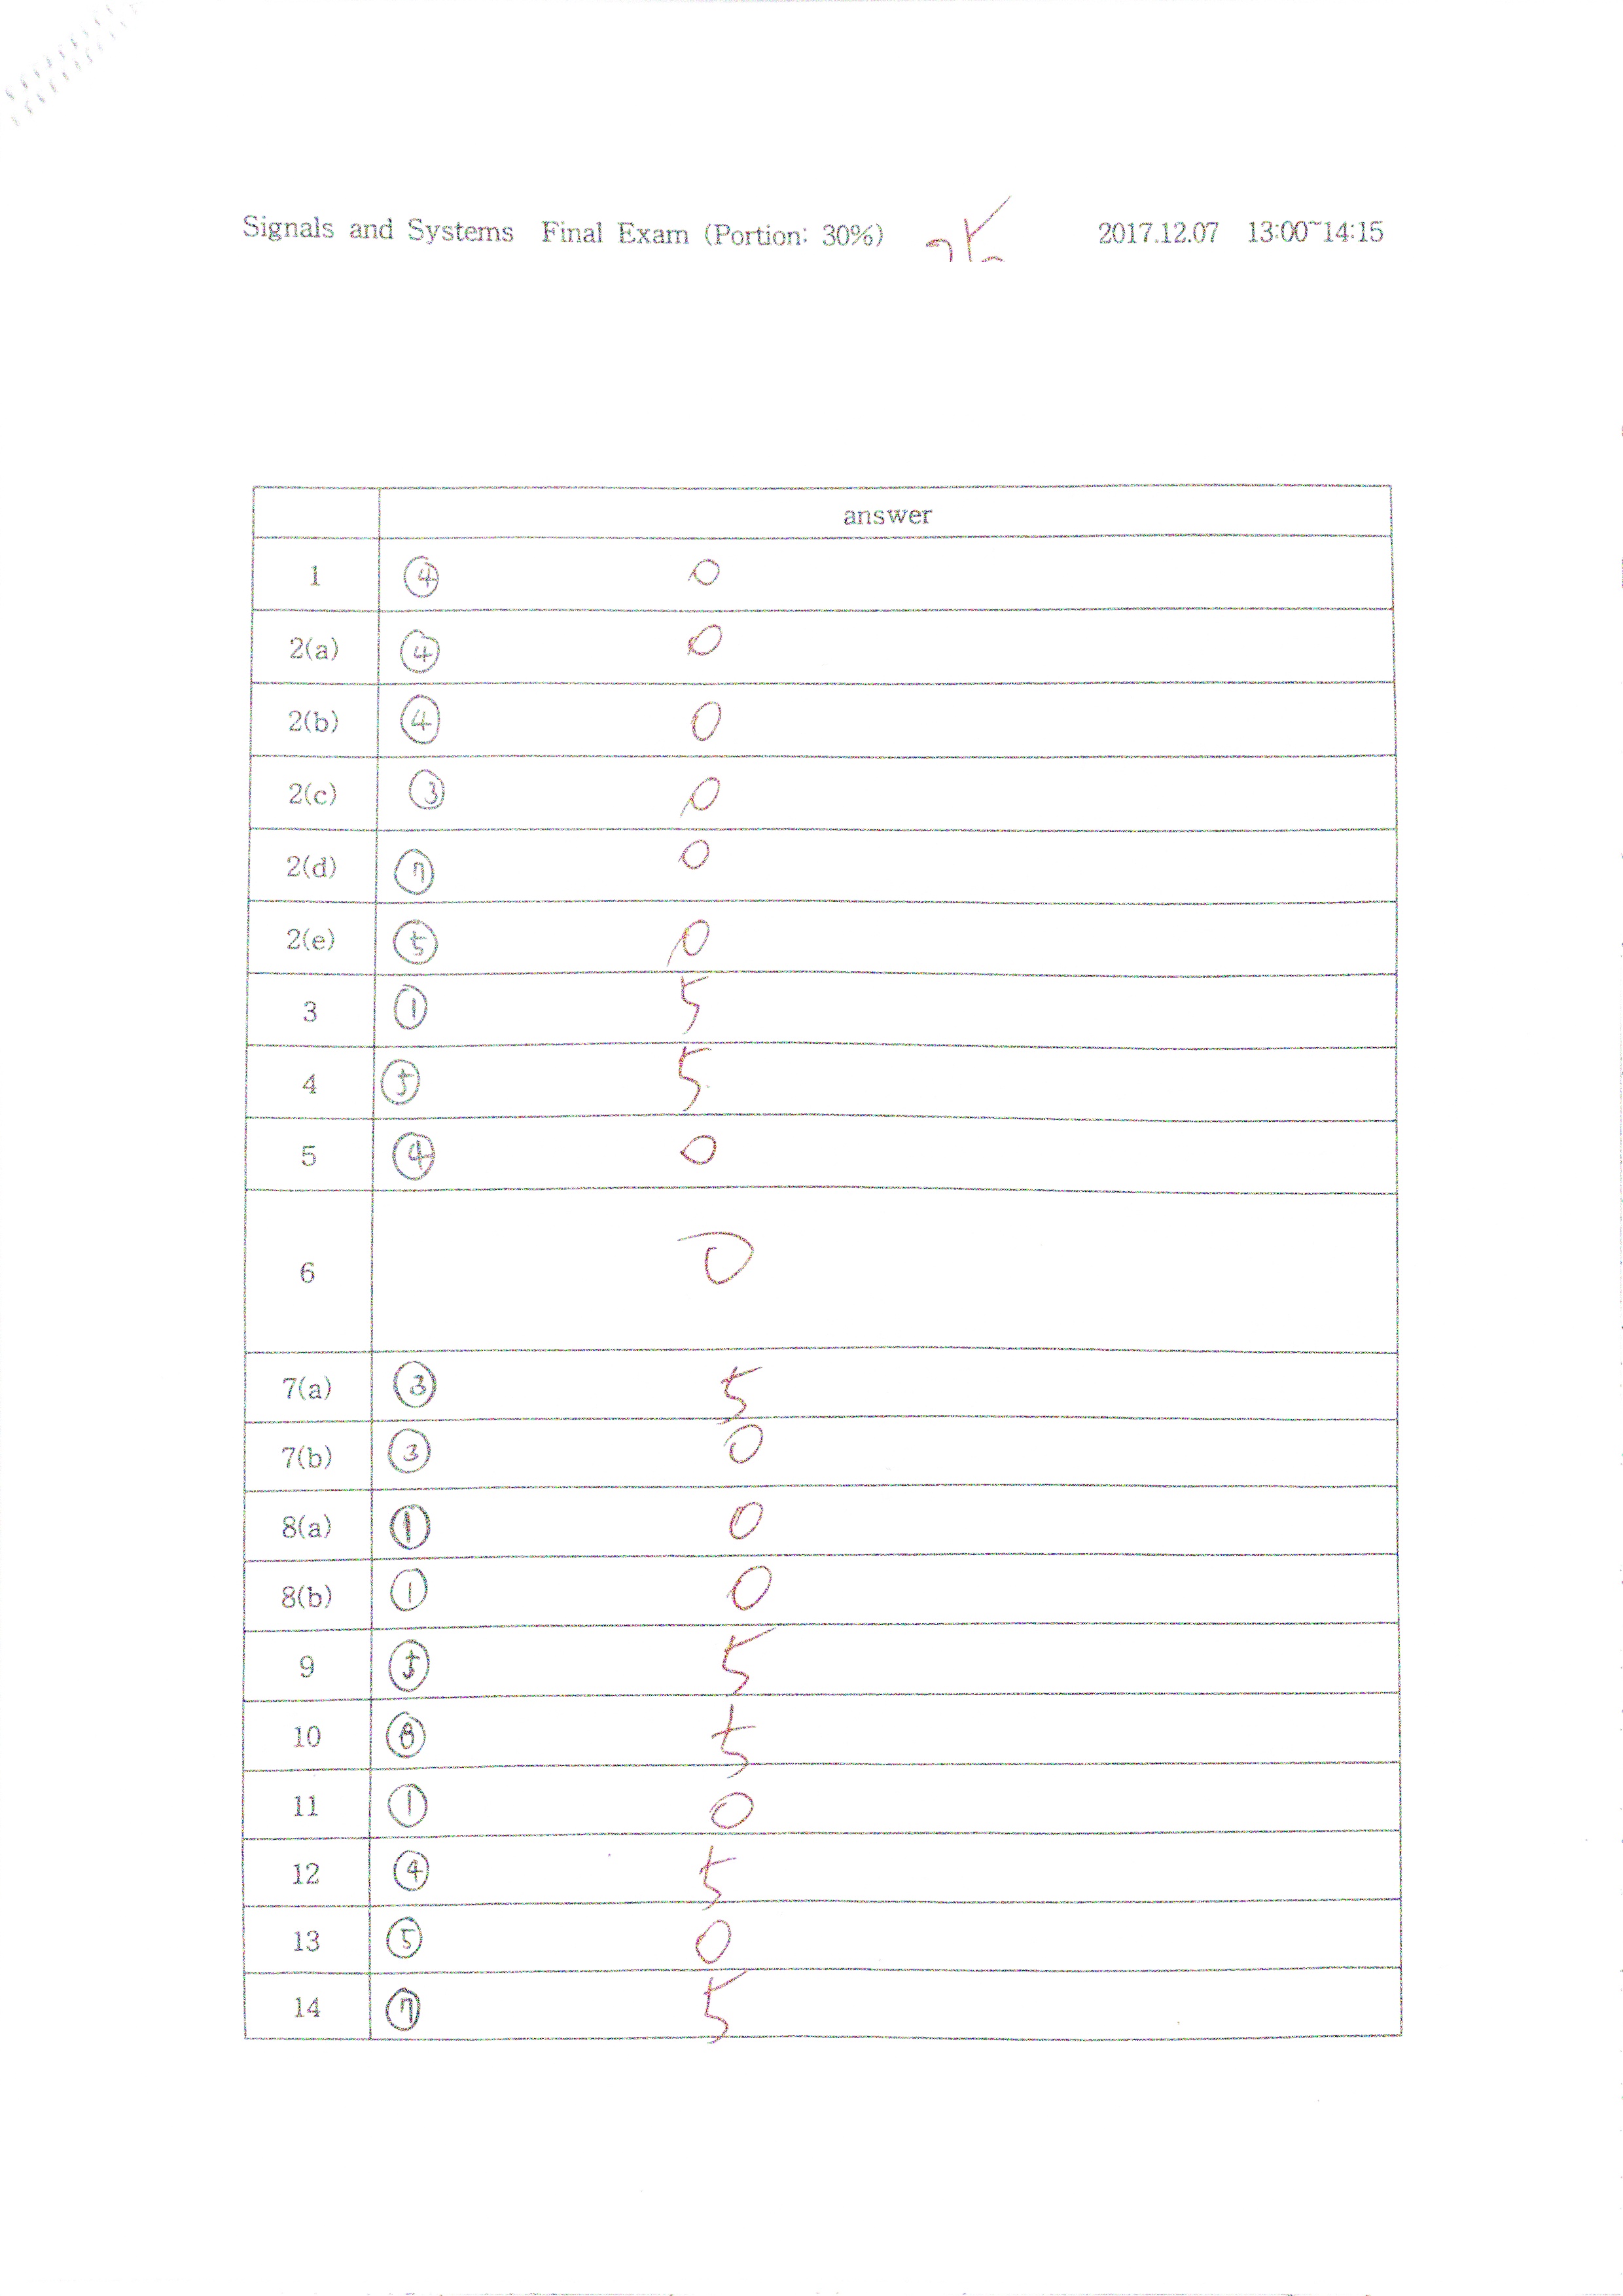 Signals and Systems Final Exam (Portion: 30%) 2017.12.07 13:00~14:15
answer
1 ④ 0
2(a) ④ 0
2(b) ④ 0
2(c) ③ 0
2(d) ⑦ 0
2(e) ⑤ 0
3 ① 5
4 ⑤ 5
5 ④ 0
6 0
7(a) ③ 5
7(b) ③ 0
8(a) ① 0
8(b) ① 0
9 ⑤ 5
10 ⑧ 5
11 ① 0
12 ④ 5
13 ⑤ 0
14 ⑦ 5